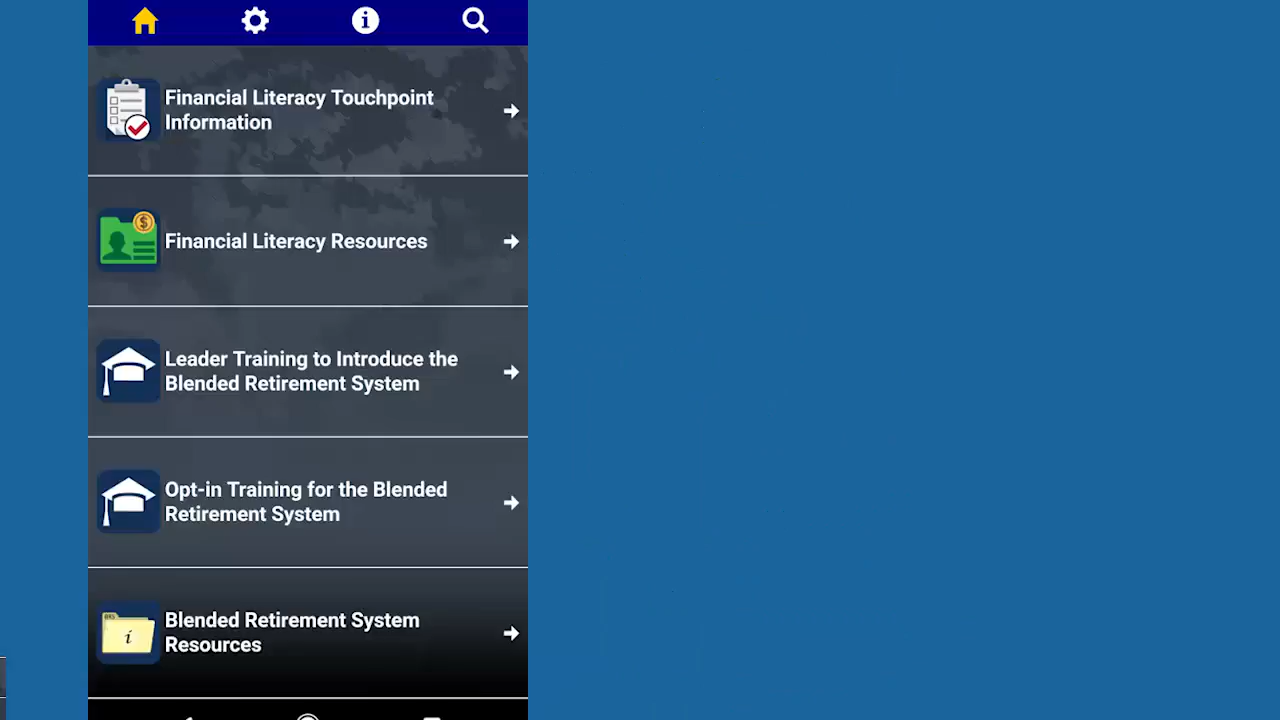 Financial Literacy Touchpoint
Information
Financial Literacy Resources
Leader Training to Introduce the
Blended Retirement System
Opt-in Training for the Blended
Retirement System
Blended Retirement System
Resources